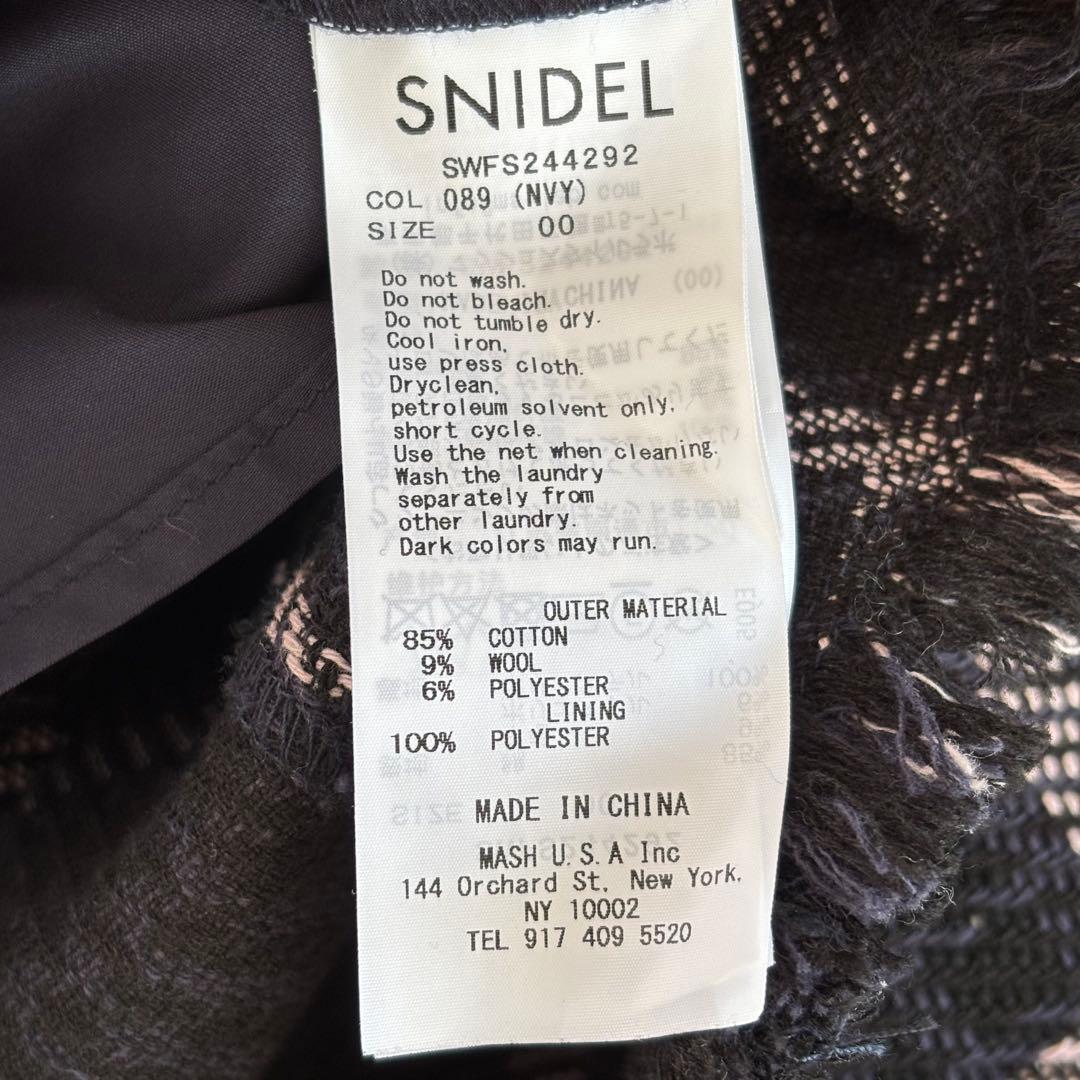 SNIDEL
SWFS244292
COL 089 (NVY)
SIZE 00
Do not wash.
Do not bleach.
Do not tumble dry.
Cool iron,
use press cloth.
Dryclean,
petroleum solvent only,
short cycle.
Use the net when cleaning.
Wash the laundry
separately from
other laundry.
Dark colors may run.
OUTER MATERIAL
85% COTTON
9% WOOL
6% POLYESTER
LINING
100% POLYESTER
MADE IN CHINA
MASH U.S.A Inc
144 Orchard St, New York,
NY 10002
TEL 917 409 5520